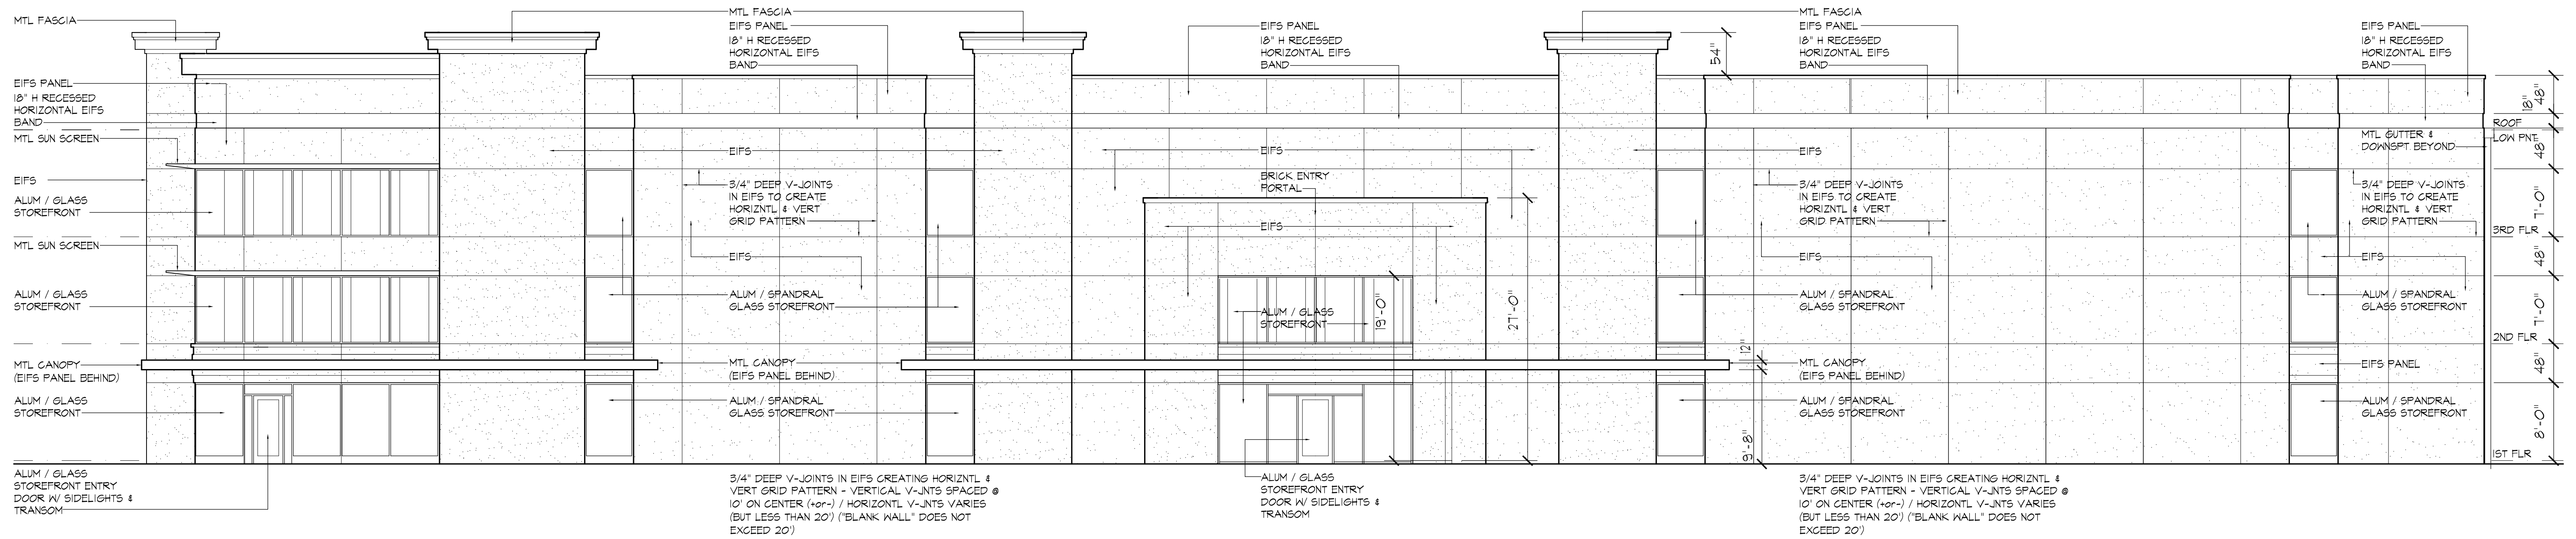 MTL FASCIA
EIFS PANEL
18" H RECESSED
HORIZONTAL EIFS
BAND
MTL SUN SCREEN
EIFS
ALUM / GLASS
STOREFRONT
MTL SUN SCREEN
ALUM / GLASS
STOREFRONT
MTL CANOPY
(EIFS PANEL BEHIND)
ALUM / GLASS
STOREFRONT
ALUM / GLASS
STOREFRONT ENTRY
DOOR W/ SIDELIGHTS &
TRANSOM
MTL FASCIA
EIFS PANEL
18" H RECESSED
HORIZONTAL EIFS
BAND
EIFS
3/4" DEEP V-JOINTS
IN EIFS TO CREATE
HORIZNTL & VERT
GRID PATTERN
EIFS
ALUM / SPANDRAL
GLASS STOREFRONT
MTL CANOPY
(EIFS PANEL BEHIND)
ALUM / SPANDRAL
GLASS STOREFRONT
3/4" DEEP V-JOINTS IN EIFS CREATING HORIZNTL &
VERT GRID PATTERN - VERTICAL V-JNTS SPACED @
10' ON CENTER (+or-) / HORIZONTL V-JNTS VARIES
(BUT LESS THAN 20') ("BLANK WALL" DOES NOT
EXCEED 20')
EIFS PANEL
18" H RECESSED
HORIZONTAL EIFS
BAND
EIFS
BRICK ENTRY
PORTAL
EIFS
ALUM / GLASS
STOREFRONT
19'-0"
27'-0"
ALUM / GLASS
STOREFRONT ENTRY
DOOR W/ SIDELIGHTS &
TRANSOM
54"
12"
9'-8"
MTL FASCIA
EIFS PANEL
18" H RECESSED
HORIZONTAL EIFS
BAND
EIFS
3/4" DEEP V-JOINTS
IN EIFS TO CREATE
HORIZNTL & VERT
GRID PATTERN
EIFS
ALUM / SPANDRAL
GLASS STOREFRONT
MTL CANOPY
(EIFS PANEL BEHIND)
ALUM / SPANDRAL
GLASS STOREFRONT
3/4" DEEP V-JOINTS IN EIFS CREATING HORIZNTL &
VERT GRID PATTERN - VERTICAL V-JNTS SPACED @
10' ON CENTER (+or-) / HORIZONTL V-JNTS VARIES
(BUT LESS THAN 20') ("BLANK WALL" DOES NOT
EXCEED 20')
EIFS PANEL
18" H RECESSED
HORIZONTAL EIFS
BAND
MTL GUTTER &
DOWNSPT BEYOND
3/4" DEEP V-JOINTS
IN EIFS TO CREATE
HORIZNTL & VERT
GRID PATTERN
EIFS
ALUM / SPANDRAL
GLASS STOREFRONT
EIFS PANEL
ALUM / SPANDRAL
GLASS STOREFRONT
48"
18"
ROOF
LOW PNT
48"
7'-0"
3RD FLR
48"
7'-0"
2ND FLR
48"
8'-0"
1ST FLR